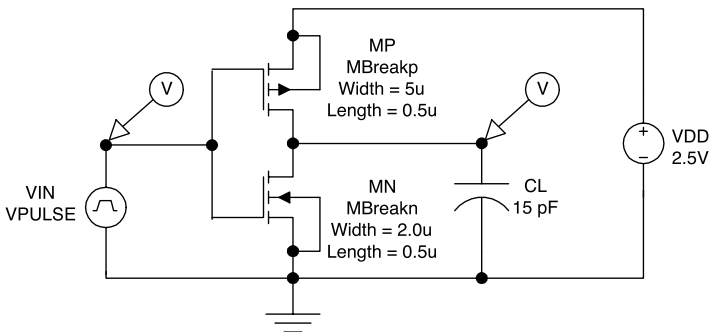 MP
MBreakp
Width = 5u
Length = 0.5u
V
V
+
−
VDD
2.5V
VIN
VPULSE
MN
MBreakn
Width = 2.0u
Length = 0.5u
CL
15 pF